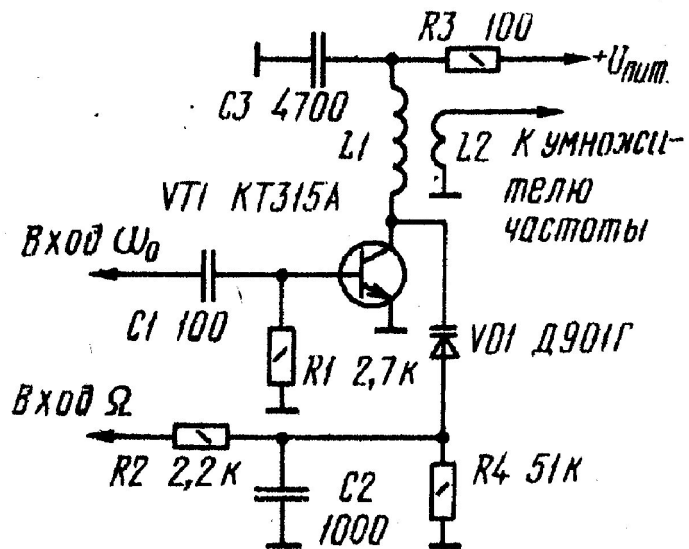 R3 100
+Uпит.
C3 4700
L1
L2
К умножи-
телю
частоты
VT1 КТ315А
Вход ω₀
C1 100
R1 2,7к
VD1 Д901Г
Вход Ω
R2 2,2к
C2
1000
R4 51к